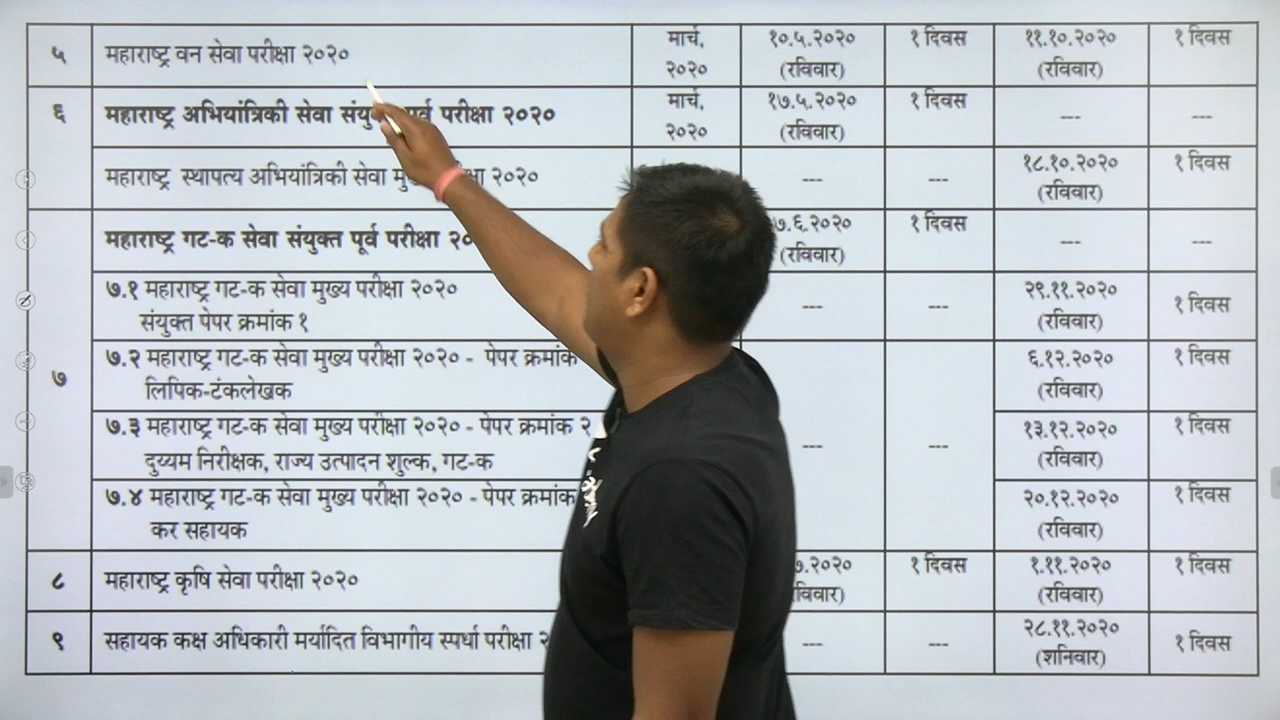 ५ महाराष्ट्र वन सेवा परीक्षा २०२० मार्च, १०.५.२०२० १ दिवस ११.१०.२०२० १ दिवस
२०२० (रविवार) (रविवार)
६ महाराष्ट्र अभियांत्रिकी सेवा पूर्व परीक्षा २०२० मार्च, १७.५.२०२० १ दिवस --- ---
२०२० (रविवार)
महाराष्ट्र स्थापत्य अभियांत्रिकी सेवा २०२० --- --- १८.१०.२०२० १ दिवस
(रविवार)
महाराष्ट्र गट-क सेवा संयुक्त पूर्व परीक्षा ७.६.२०२० १ दिवस --- ---
(रविवार)
७.१ महाराष्ट्र गट-क सेवा मुख्य परीक्षा २०२० --- --- २९.११.२०२० १ दिवस
संयुक्त पेपर क्रमांक १ (रविवार)
७ ७.२ महाराष्ट्र गट-क सेवा मुख्य परीक्षा २०२० - पेपर क्रमांक ६.१२.२०२० १ दिवस
लिपिक-टंकलेखक (रविवार)
७.३ महाराष्ट्र गट-क सेवा मुख्य परीक्षा २०२० - पेपर क्रमांक २ --- --- १३.१२.२०२० १ दिवस
दुय्यम निरीक्षक, राज्य उत्पादन शुल्क, गट-क (रविवार)
७.४ महाराष्ट्र गट-क सेवा मुख्य परीक्षा २०२० - पेपर क्रमांक २०.१२.२०२० १ दिवस
कर सहायक (रविवार)
८ महाराष्ट्र कृषि सेवा परीक्षा २०२० ७.२०२० १ दिवस १.११.२०२० १ दिवस
(रविवार)
९ सहायक कक्ष अधिकारी मर्यादित विभागीय स्पर्धा परीक्षा --- --- २८.११.२०२० १ दिवस
(शनिवार)